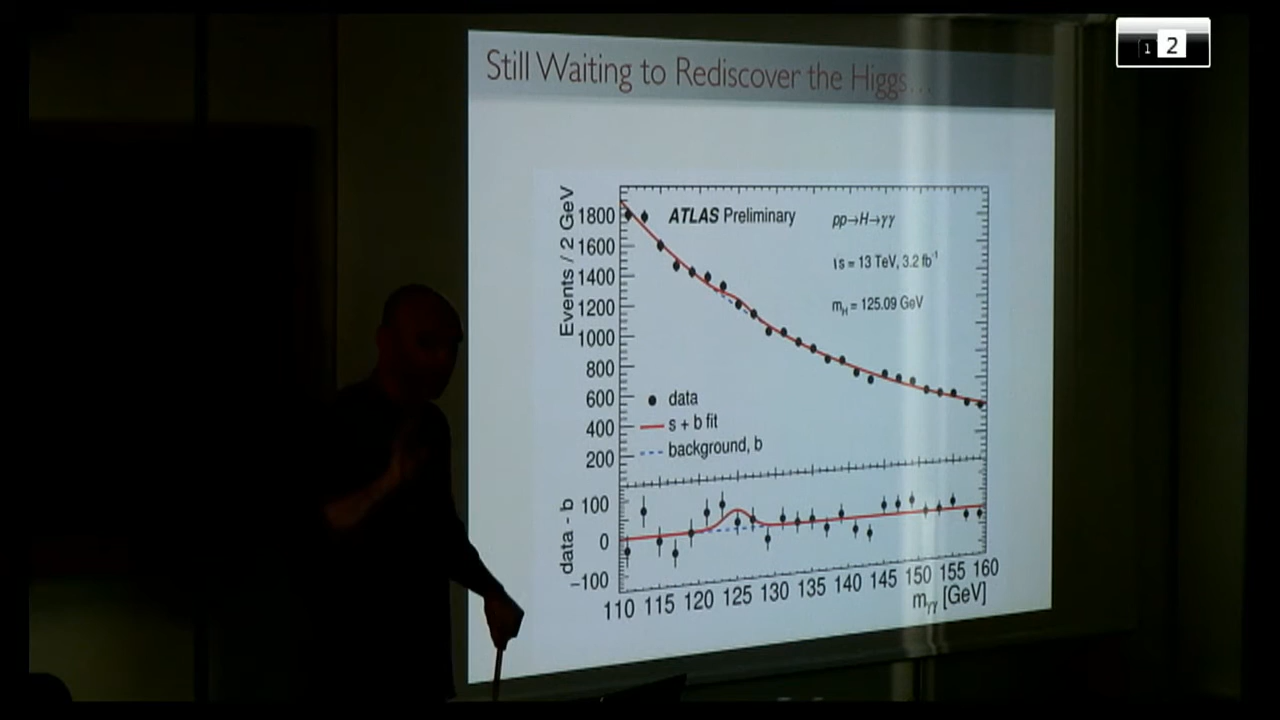 1 2
Still Waiting to Rediscover the Higgs...
Events / 2 GeV
1800
1600
1400
1200
1000
800
600
400
200
ATLAS Preliminary
pp→H→γγ
√s = 13 TeV, 3.2 fb⁻¹
m_H = 125.09 GeV
data
s + b fit
background, b
data - b
100
0
−100
110 115 120 125 130 135 140 145 150 155 160
m_γγ [GeV]